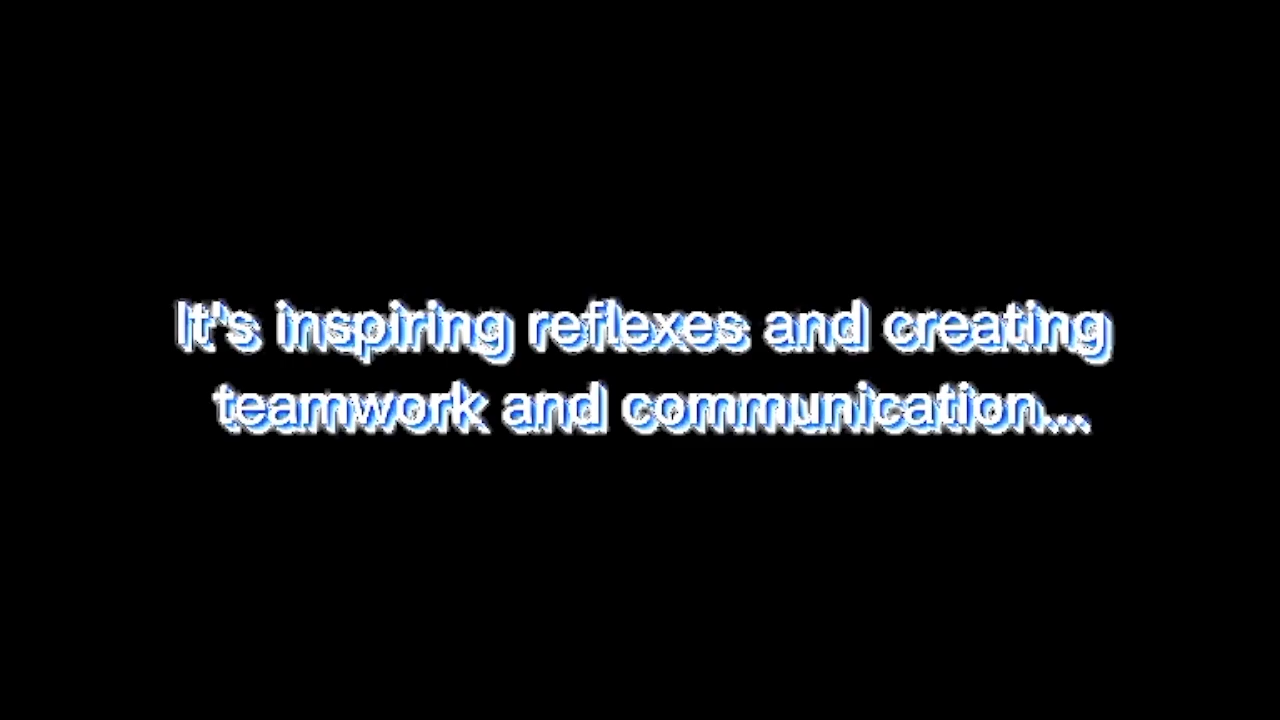 It's inspiring reflexes and creating
teamwork and communication...